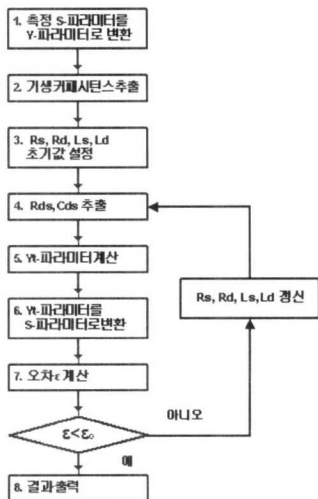 1. 측정 S-파라미터를
Y-파라미터로 변환
2. 기생커패시턴스추출
3. Rs, Rd, Ls, Ld
초기값 설정
4. Rds, Cds 추출
5. Yt-파라미터계산
Rs, Rd, Ls,Ld 갱신
6. Yt-파라미터를
S-파라미터로변환
7. 오차ε 계산
아니오
ε<ε₀
예
8. 결과출력